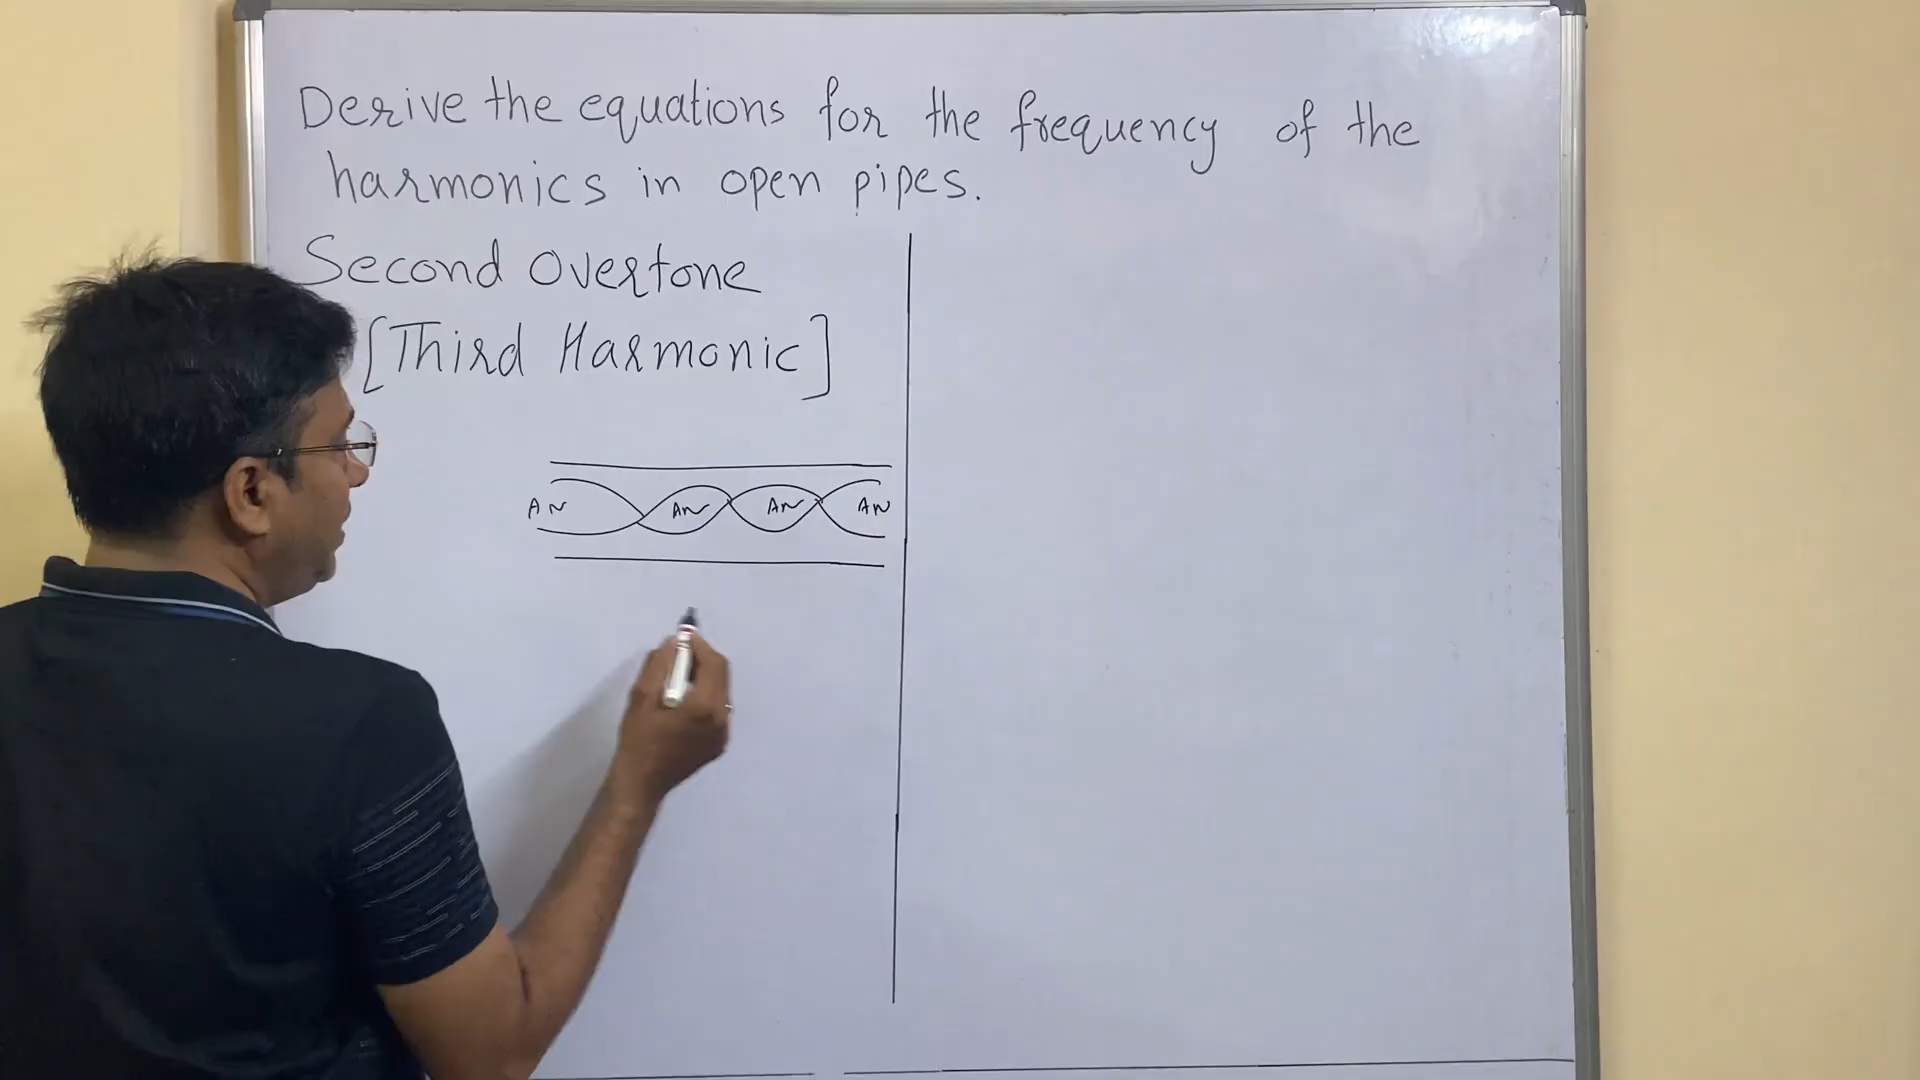 Derive the equations for the frequency of the
harmonics in open pipes.
Second Overtone
[Third Harmonic]
AN AN AN AN